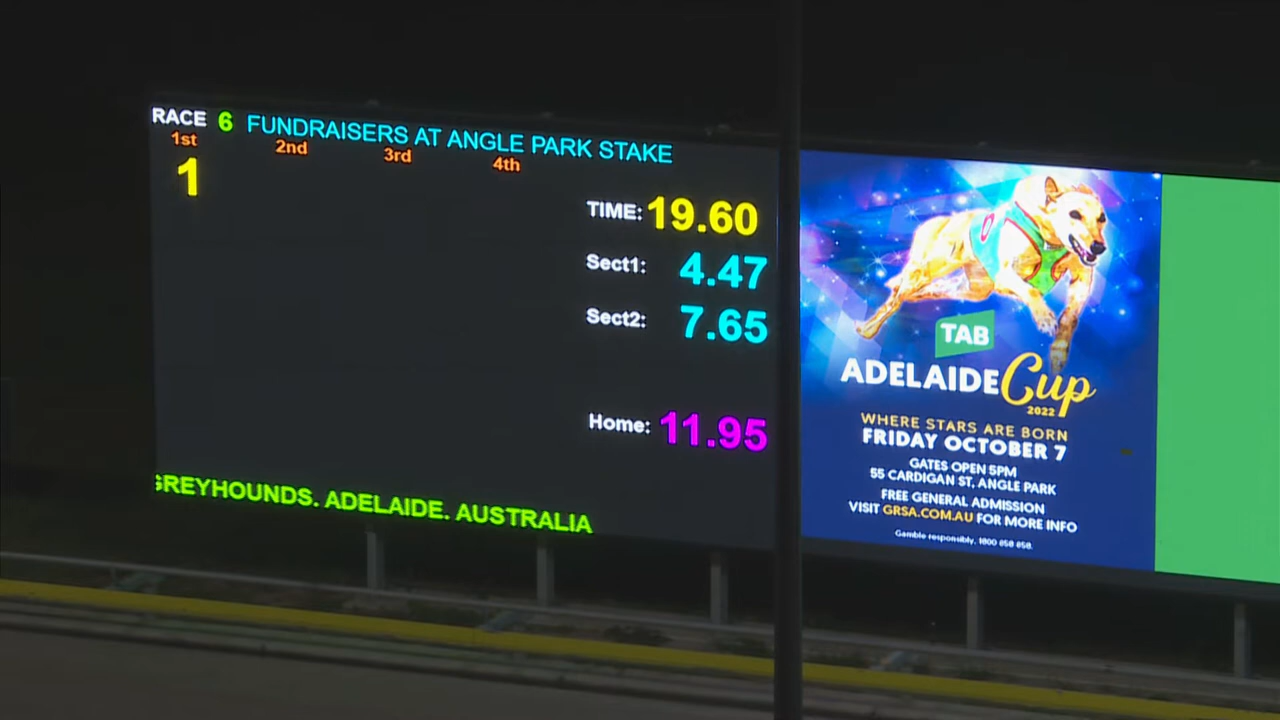 RACE 6 FUNDRAISERS AT ANGLE PARK STAKE
1st 2nd 3rd 4th
1
TIME: 19.60
Sect1: 4.47
Sect2: 7.65
Home: 11.95
GREYHOUNDS. ADELAIDE. AUSTRALIA
TAB
ADELAIDE Cup
2022
WHERE STARS ARE BORN
FRIDAY OCTOBER 7
GATES OPEN 5PM
55 CARDIGAN ST, ANGLE PARK
FREE GENERAL ADMISSION
VISIT GRSA.COM.AU FOR MORE INFO
Gamble responsibly. 1800 858 858.